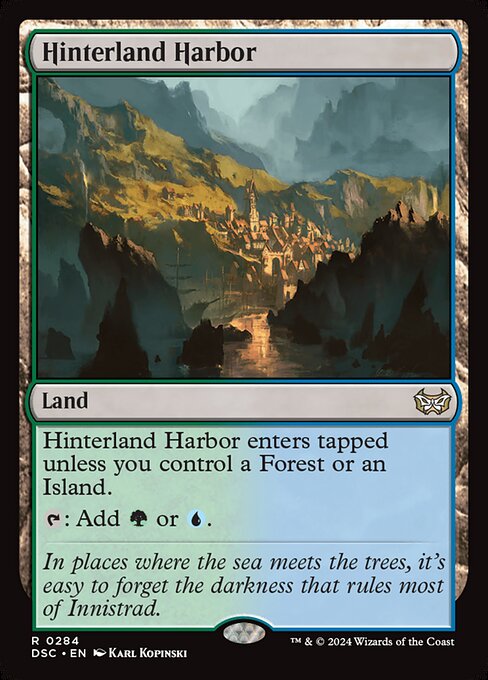 Hinterland Harbor
Land
Hinterland Harbor enters tapped
unless you control a Forest or an
Island.
: Add or .
In places where the sea meets the trees, it's
easy to forget the darkness that rules most
of Innistrad.
R 0284
DSC • EN Karl Kopinski
™ & © 2024 Wizards of the Coast